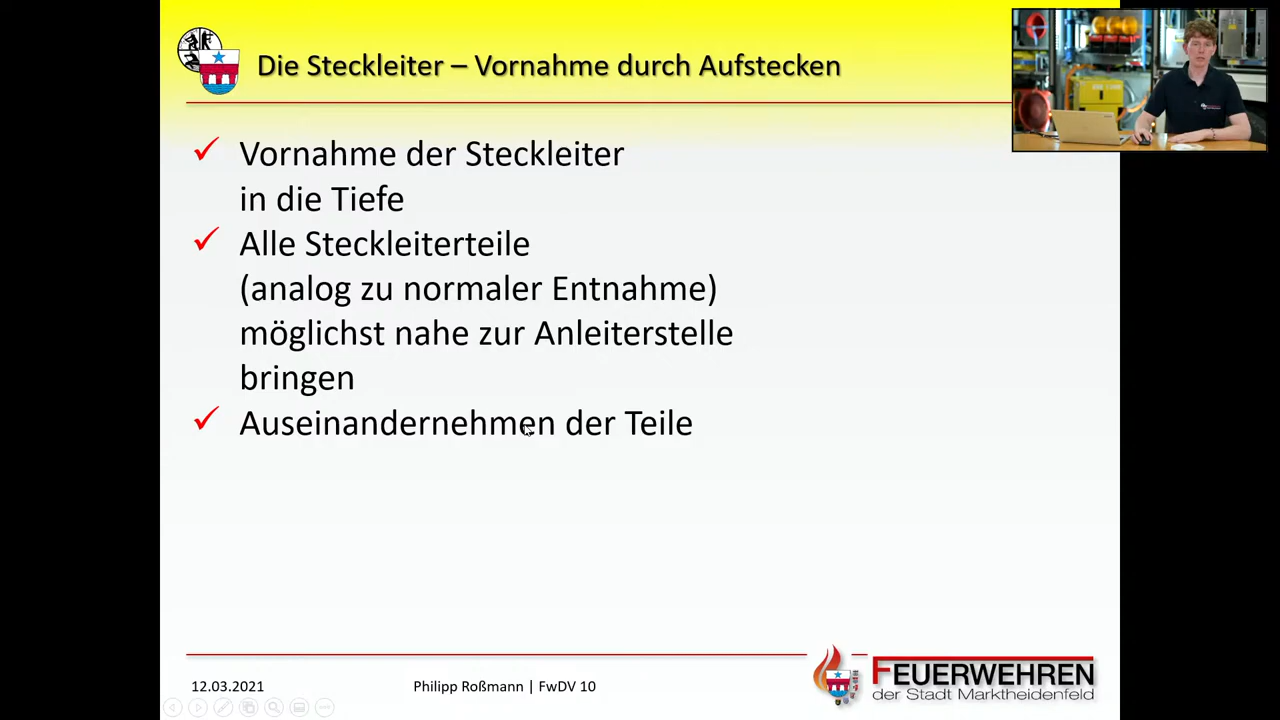 Die Steckleiter – Vornahme durch Aufstecken
Vornahme der Steckleiter
in die Tiefe
Alle Steckleiterteile
(analog zu normaler Entnahme)
möglichst nahe zur Anleiterstelle
bringen
Auseinandernehmen der Teile
12.03.2021
Philipp Roßmann | FwDV 10
FEUERWEHREN
der Stadt Marktheidenfeld